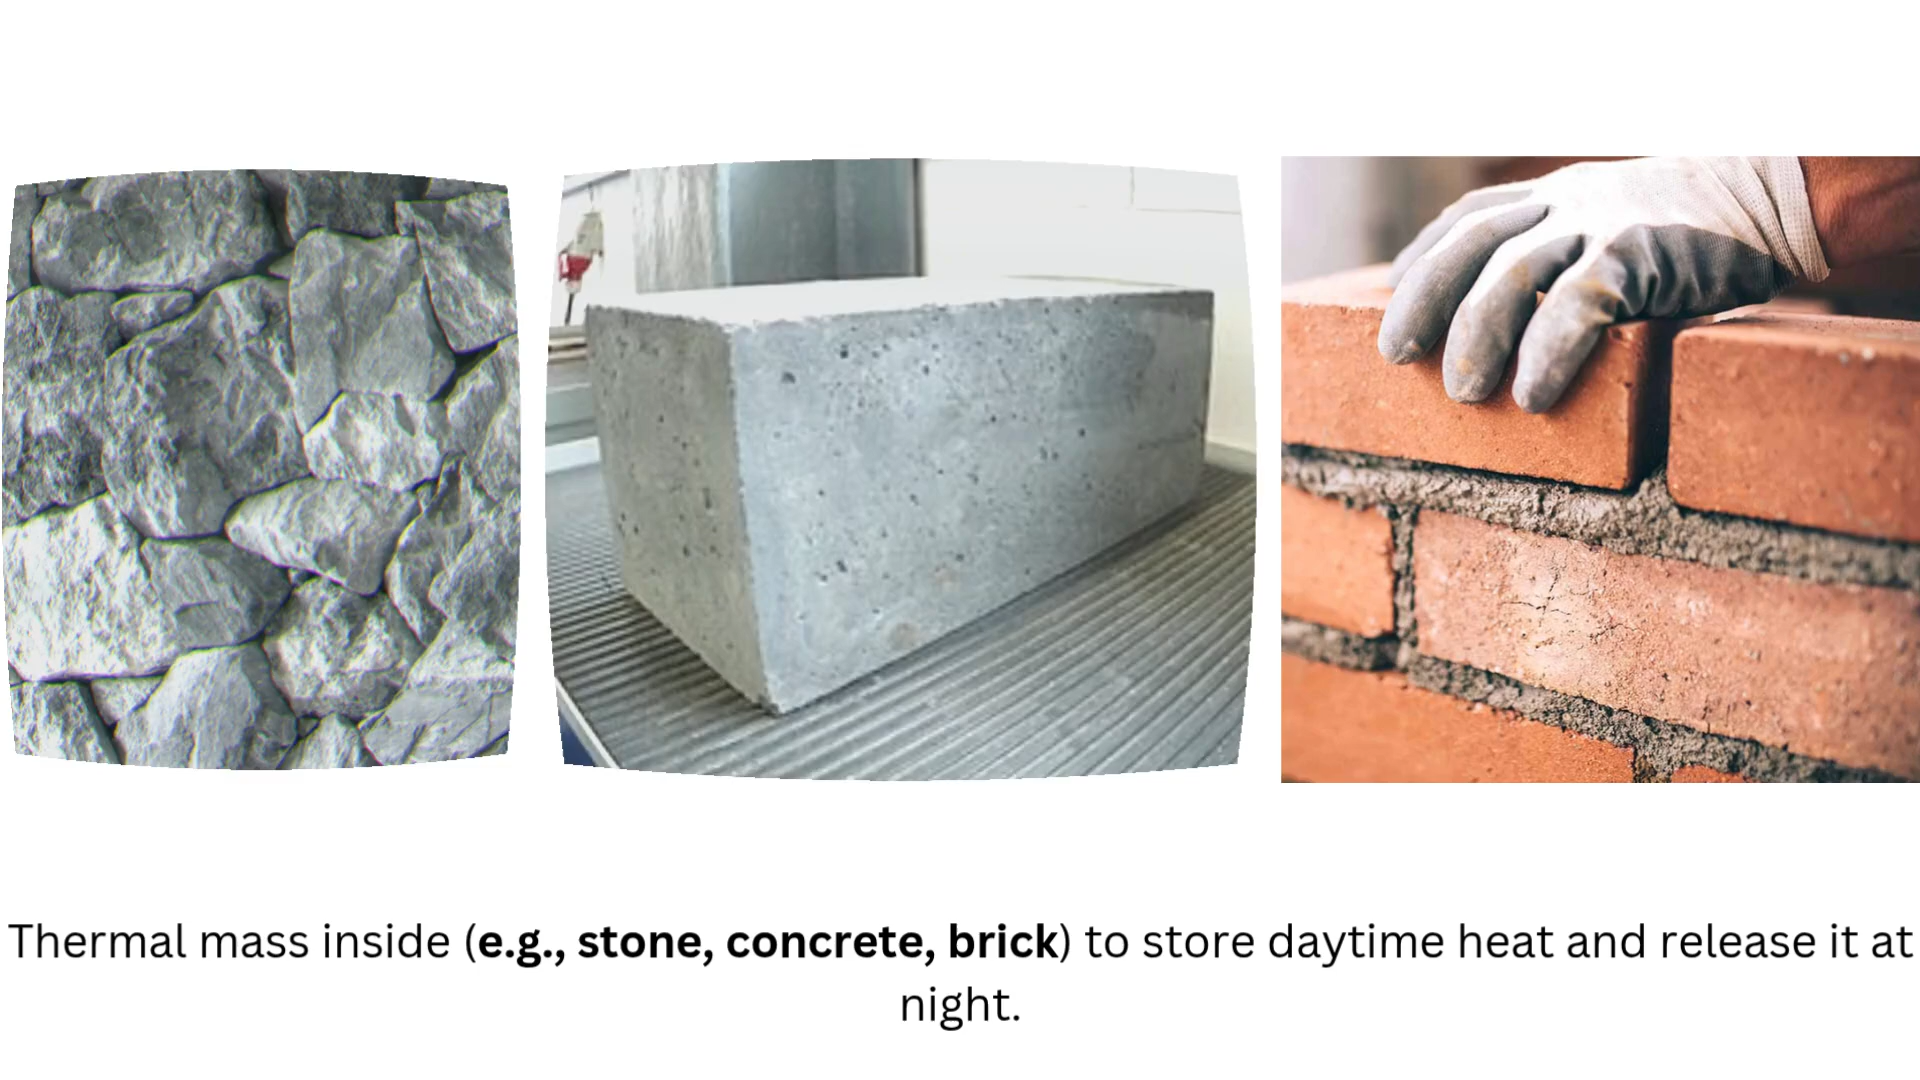 Thermal mass inside (e.g., stone, concrete, brick) to store daytime heat and release it at
night.